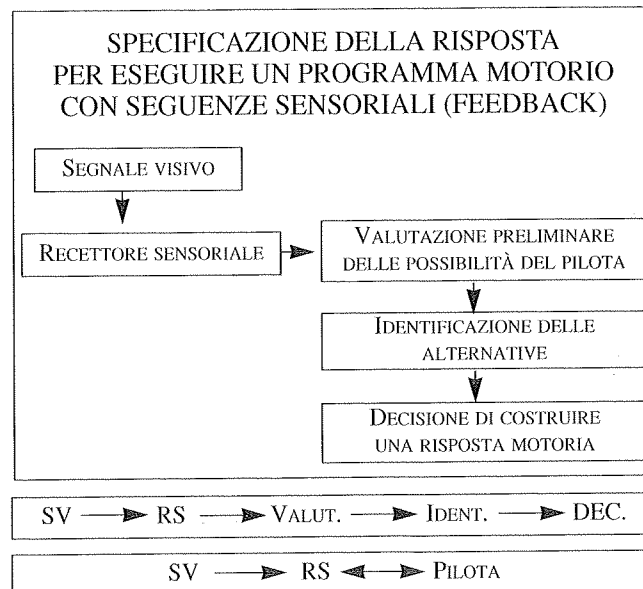 SPECIFICAZIONE DELLA RISPOSTA
PER ESEGUIRE UN PROGRAMMA MOTORIO
CON SEGUENZE SENSORIALI (FEEDBACK)
SEGNALE VISIVO
RECETTORE SENSORIALE
VALUTAZIONE PRELIMINARE
DELLE POSSIBILITÀ DEL PILOTA
IDENTIFICAZIONE DELLE
ALTERNATIVE
DECISIONE DI COSTRUIRE
UNA RISPOSTA MOTORIA
SV RS VALUT. IDENT. DEC.
SV RS PILOTA